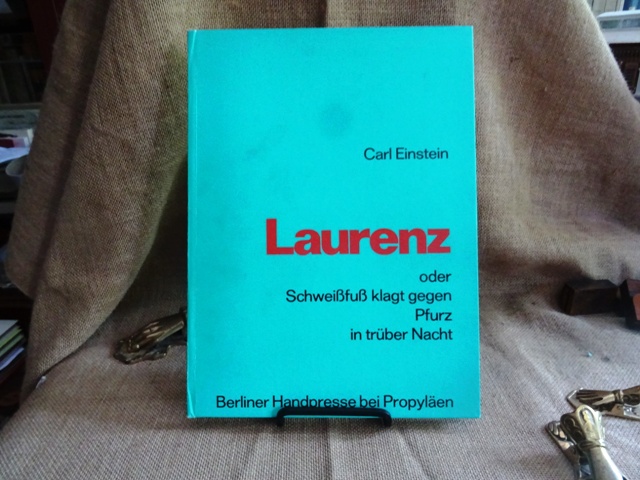 Carl Einstein
Laurenz
oder
Schweißfuß klagt gegen
Pfurz
in trüber Nacht
Berliner Handpresse bei Propyläen